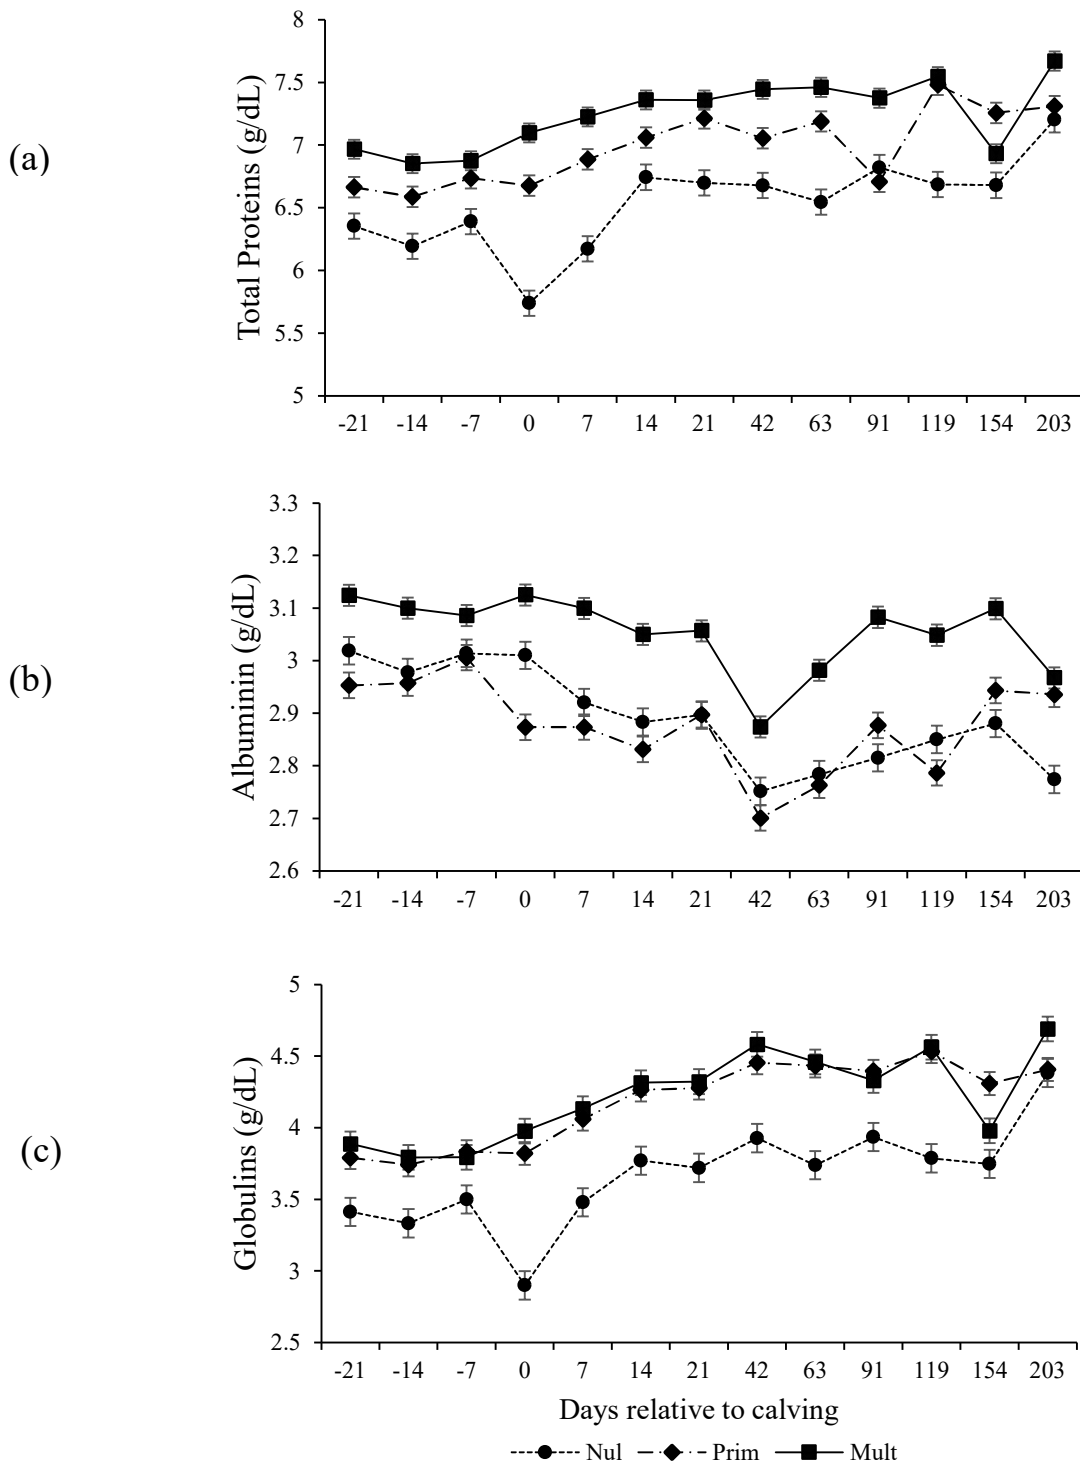 (a)
Total Proteins (g/dL)
8
7.5
7
6.5
6
5.5
5
-21 -14 -7 0 7 14 21 42 63 91 119 154 203
(b)
Albuminin (g/dL)
3.3
3.2
3.1
3
2.9
2.8
2.7
2.6
-21 -14 -7 0 7 14 21 42 63 91 119 154 203
(c)
Globulins (g/dL)
5
4.5
4
3.5
3
2.5
-21 -14 -7 0 7 14 21 42 63 91 119 154 203
Days relative to calving
Nul Prim Mult